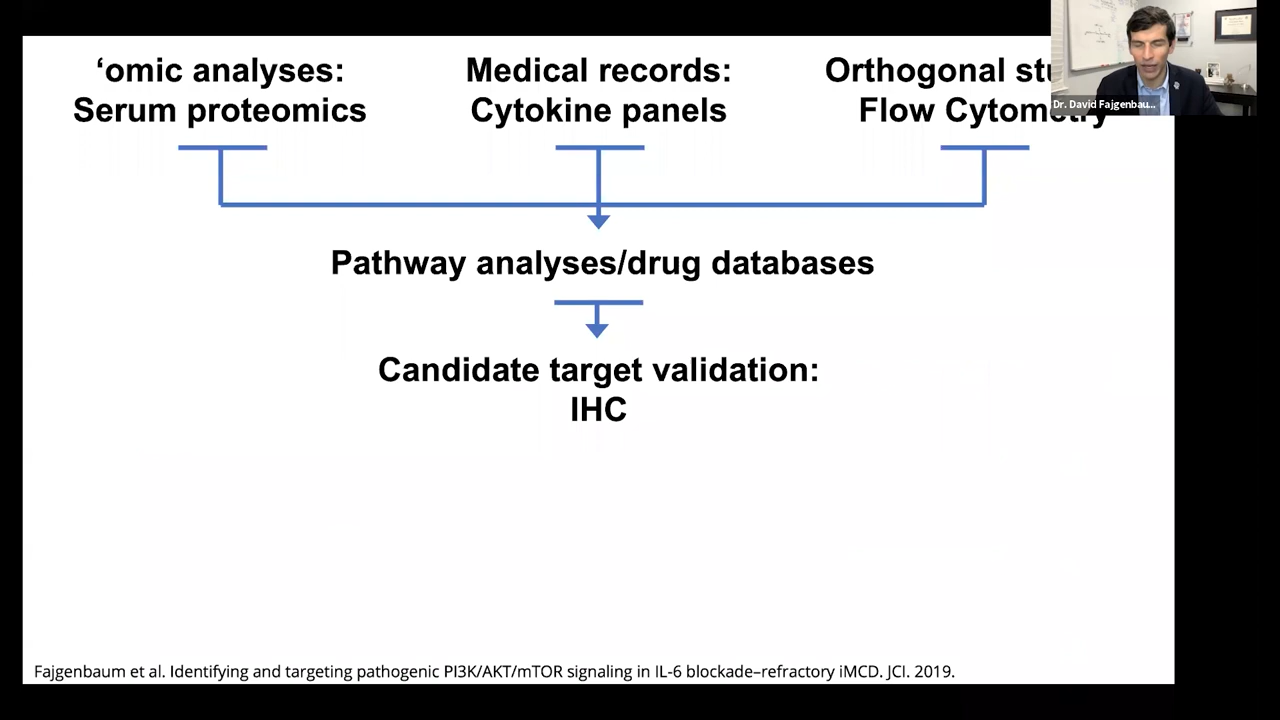 ‘omic analyses:
Serum proteomics
Medical records:
Cytokine panels
Orthogonal
Flow Cytometry
Dr. David Fajgenbau...
Pathway analyses/drug databases
Candidate target validation:
IHC
Fajgenbaum et al. Identifying and targeting pathogenic PI3K/AKT/mTOR signaling in IL-6 blockade–refractory iMCD. JCI. 2019.